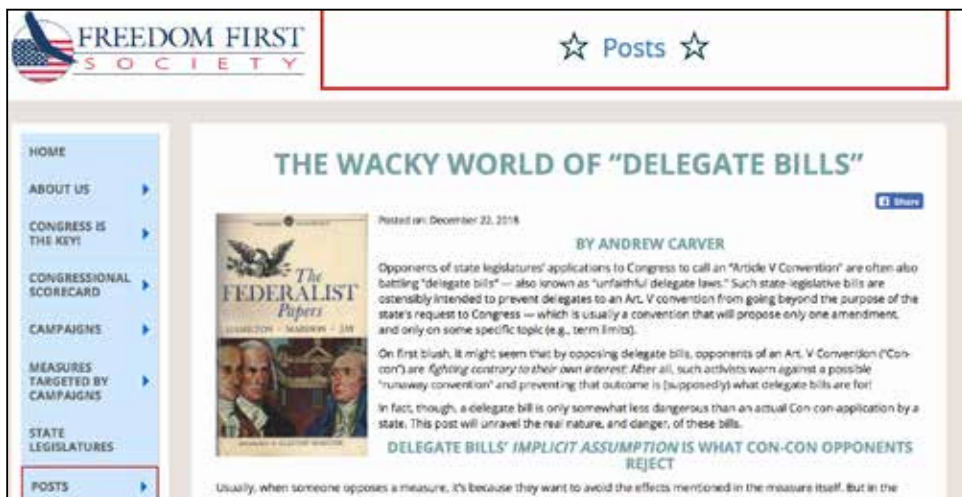 FREEDOM FIRST
SOCIETY
☆ Posts ☆
HOME
ABOUT US
CONGRESS IS
THE KEY!
CONGRESSIONAL
SCORECARD
CAMPAIGNS
MEASURES
TARGETED BY
CAMPAIGNS
STATE
LEGISLATURES
POSTS
THE WACKY WORLD OF "DELEGATE BILLS"
Share
Posted on: December 22, 2018
BY ANDREW CARVER
The
FEDERALIST
Papers
HAMILTON · MADISON · JAY
Opponents of state legislatures' applications to Congress to call an "Article V Convention" are often also
battling "delegate bills" — also known as "unfaithful delegate laws." Such state-legislative bills are
ostensibly intended to prevent delegates to an Art. V convention from going beyond the purpose of the
state's request to Congress — which is usually a convention that will propose only one amendment,
and only on some specific topic (e.g., term limits).
On first blush, it might seem that by opposing delegate bills, opponents of an Art. V Convention ("Con-
con") are fighting contrary to their own interest. After all, such activists warn against a possible
"runaway convention" and preventing that outcome is (supposedly) what delegate bills are for!
In fact, though, a delegate bill is only somewhat less dangerous than an actual Con-con-application by a
state. This post will unravel the real nature, and danger, of these bills.
DELEGATE BILLS' IMPLICIT ASSUMPTION IS WHAT CON-CON OPPONENTS
REJECT
Usually, when someone opposes a measure, it's because they want to avoid the effects mentioned in the measure itself. But in the